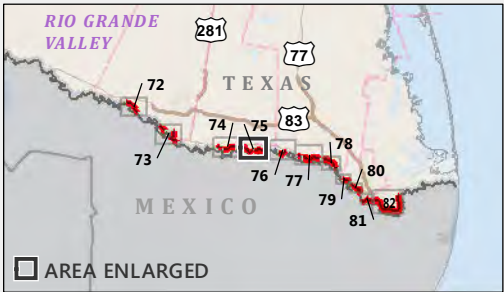 RIO GRANDE
VALLEY
281
77
TEXAS
72
83
74
75
78
73
76
77
80
79
82
81
MEXICO
AREA ENLARGED